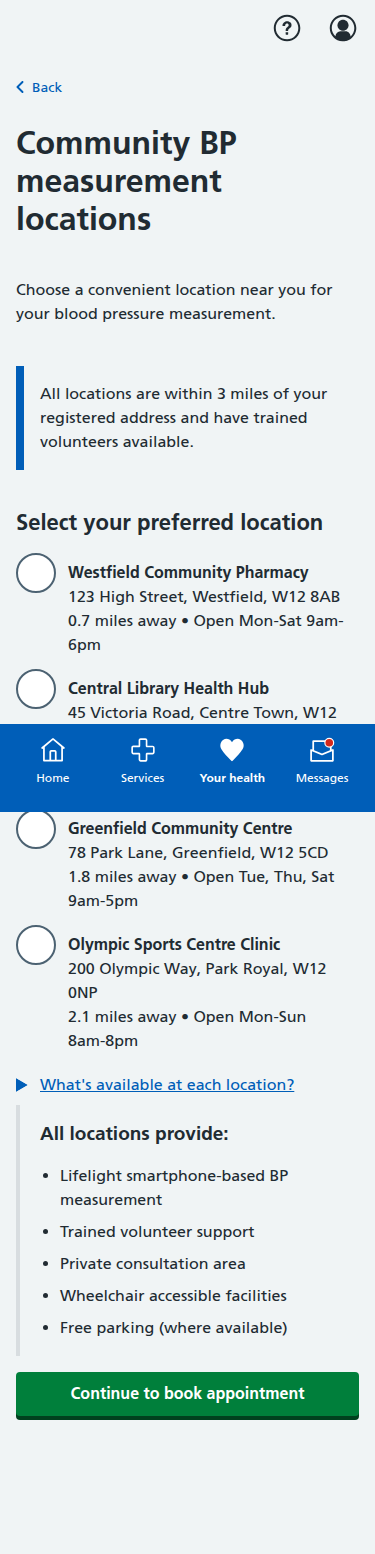 Back
Community BP
measurement
locations
Choose a convenient location near you for
your blood pressure measurement.
All locations are within 3 miles of your
registered address and have trained
volunteers available.
Select your preferred location
Westfield Community Pharmacy
123 High Street, Westfield, W12 8AB
0.7 miles away • Open Mon-Sat 9am-
6pm
Central Library Health Hub
45 Victoria Road, Centre Town, W12
Home
Services
Your health
Messages
Greenfield Community Centre
78 Park Lane, Greenfield, W12 5CD
1.8 miles away • Open Tue, Thu, Sat
9am-5pm
Olympic Sports Centre Clinic
200 Olympic Way, Park Royal, W12
0NP
2.1 miles away • Open Mon-Sun
8am-8pm
What's available at each location?
All locations provide:
• Lifelight smartphone-based BP
measurement
• Trained volunteer support
• Private consultation area
• Wheelchair accessible facilities
• Free parking (where available)
Continue to book appointment